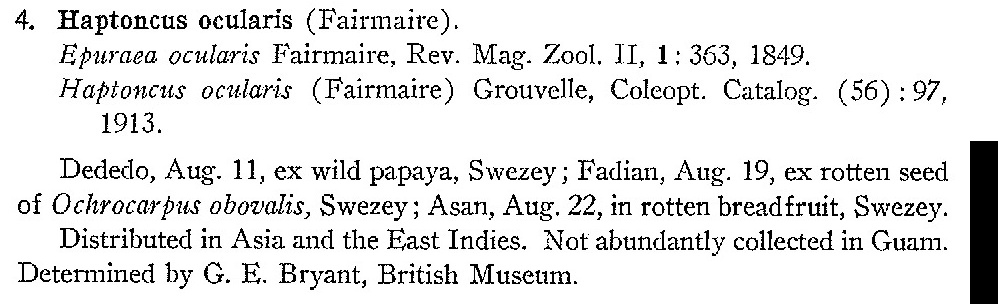 4. Haptoncus ocularis (Fairmaire).
Epuraea ocularis Fairmaire, Rev. Mag. Zool. II, 1: 363, 1849.
Haptoncus ocularis (Fairmaire) Grouvelle, Coleopt. Catalog. (56): 97,
1913.
Dededo, Aug. 11, ex wild papaya, Swezey; Fadian, Aug. 19, ex rotten seed
of Ochrocarpus obovalis, Swezey; Asan, Aug. 22, in rotten breadfruit, Swezey.
Distributed in Asia and the East Indies. Not abundantly collected in Guam.
Determined by G. E. Bryant, British Museum.